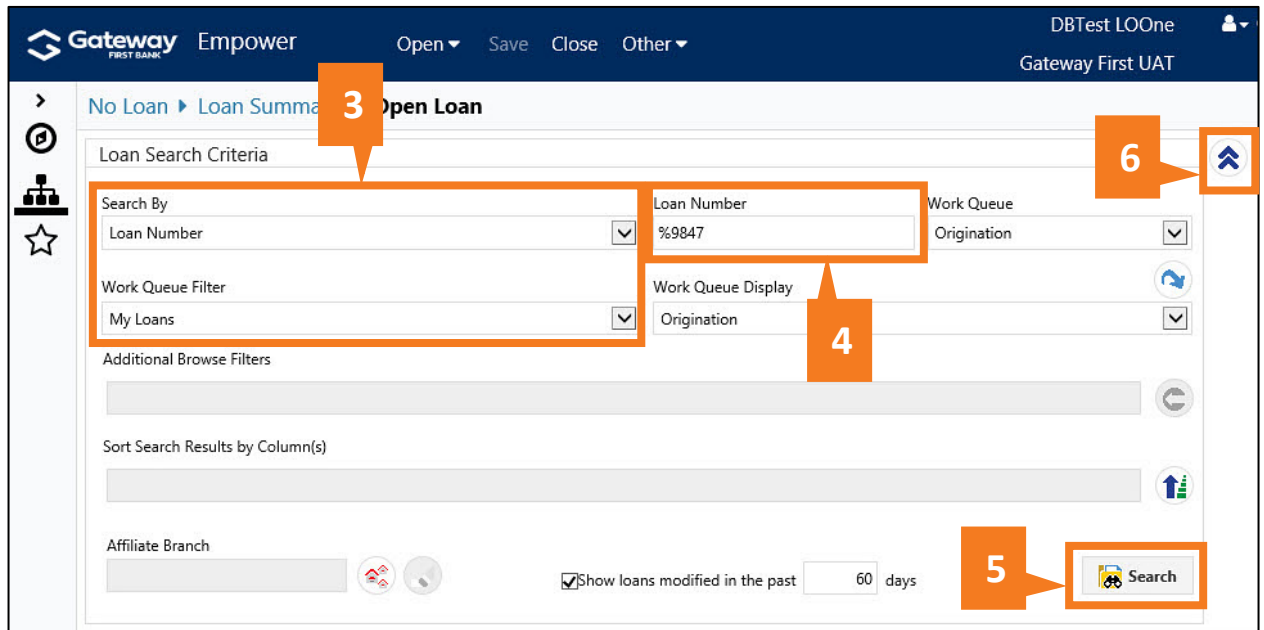 Gateway
FIRST BANK
Empower
Open Save Close Other
DBTest LOOne
Gateway First UAT
No Loan Loan Summa
3
Open Loan
Loan Search Criteria
6
Search By
Loan Number
Loan Number
%9847
Work Queue
Origination
Work Queue Filter
My Loans
Work Queue Display
Origination
4
Additional Browse Filters
Sort Search Results by Column(s)
Affiliate Branch
Show loans modified in the past 60 days
5
Search